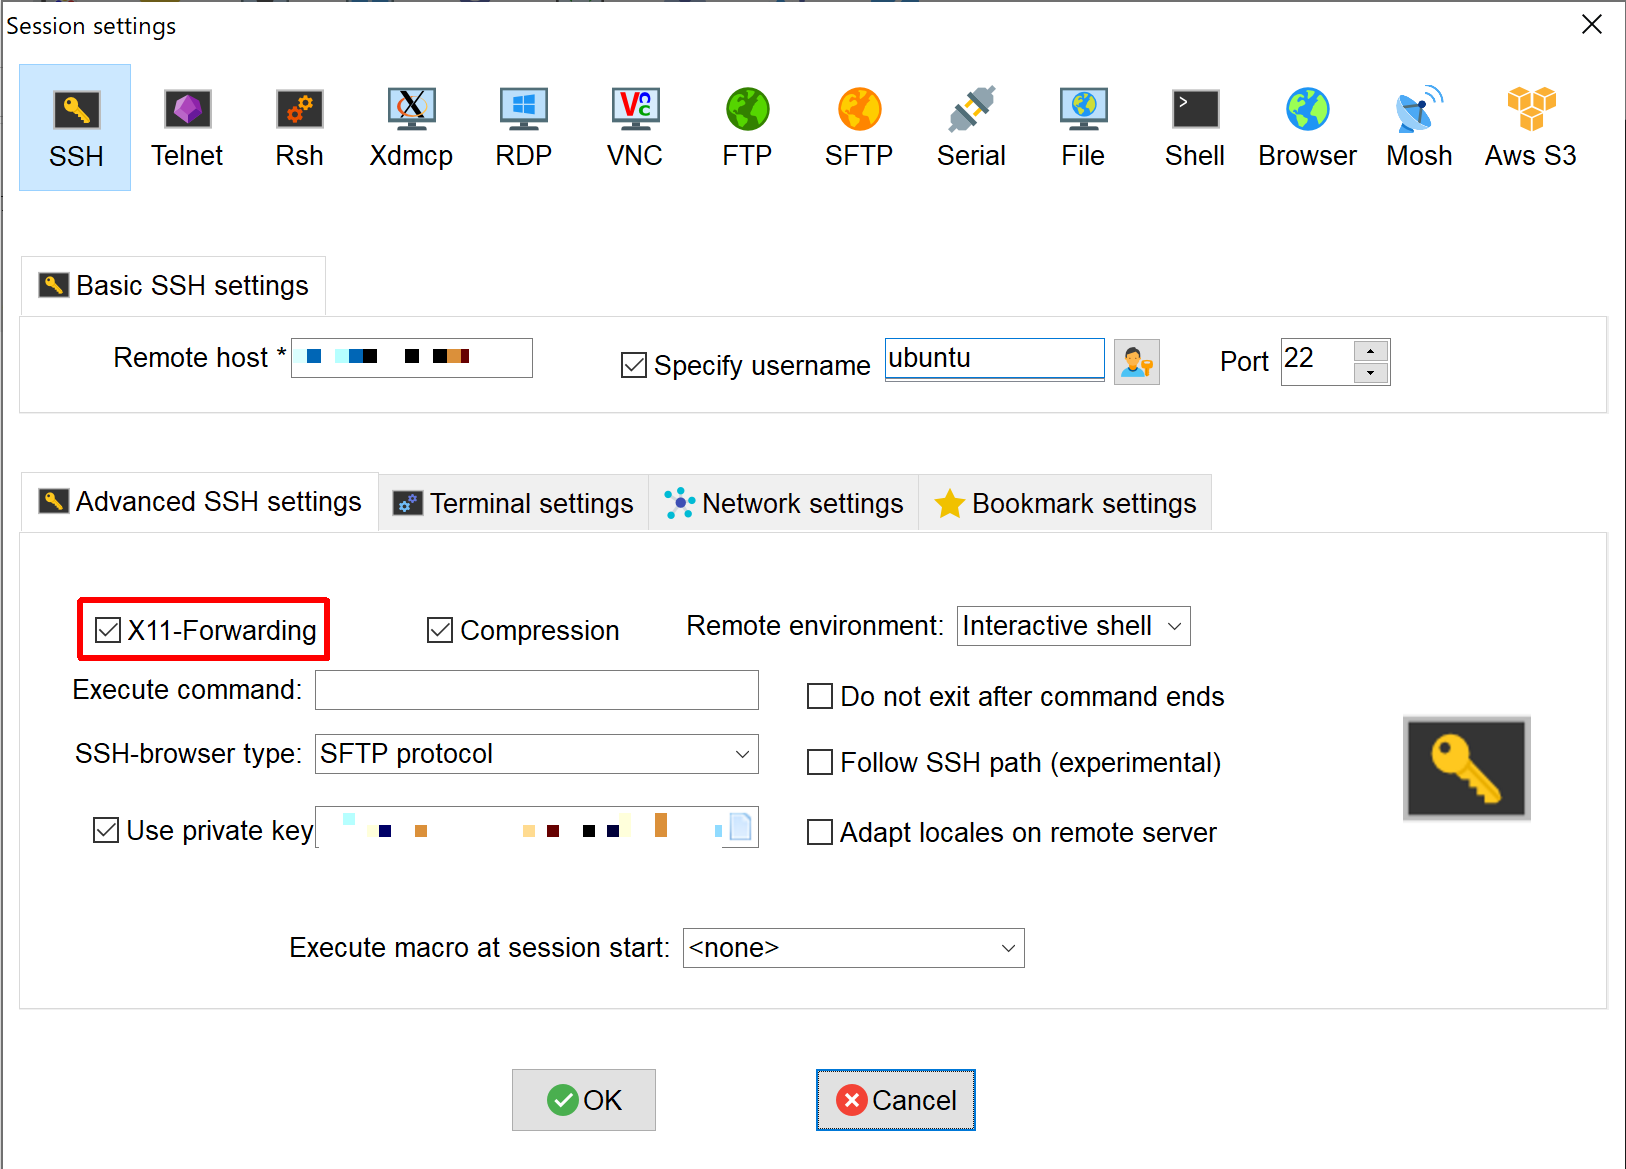 Session settings
SSH Telnet Rsh Xdmcp RDP VNC FTP SFTP Serial File Shell Browser Mosh Aws S3
Basic SSH settings
Remote host * Specify username ubuntu Port 22
Advanced SSH settings Terminal settings Network settings Bookmark settings
X11-Forwarding Compression Remote environment: Interactive shell
Execute command: Do not exit after command ends
SSH-browser type: SFTP protocol Follow SSH path (experimental)
Use private key Adapt locales on remote server
Execute macro at session start: <none>
OK Cancel